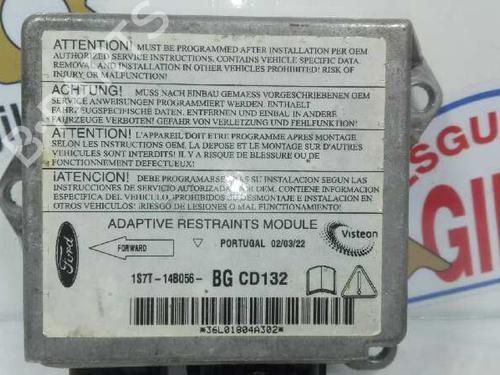 ATTENTION! MUST BE PROGRAMMED AFTER INSTALLATION PER OEM
AUTHORIZED SERVICE INSTRUCTIONS. CONTAINS VEHICLE SPECIFIC DATA.
REMOVAL AND INSTALLATION IN OTHER VEHICLES PROHIBITED! RISK OF
INJURY OR MALFUNCTION!
ACHTUNG! MUSS NACH EINBAU GEMAESS VORGESCHRIEBENEN OEM
SERVICE ANWEISUNGEN PROGRAMMIERT WERDEN. ENTHAELT
FAHRZEUGSPEZIFISCHE DATEN. ENTFERNEN UND EINBAU IN ANDERE
FAHRZEUGE VERBOTEN! GEFAHR VON VERLETZUNG UND FEHLFUNKTION!
ATTENTION! L'APPAREIL DOIT ETRE PROGRAMME APRES MONTAGE
SELON LES INSTRUCTIONS OEM. LA DEPOSE ET LE MONTAGE SUR D'AUTRES
VEHICULES SONT INTERDITES! IL Y A RISQUE DE BLESSURE OU DE
FONCTIONNEMENT DEFECTUEUX!
¡ATENCION! DEBE PROGRAMARSE TRAS SU INSTALACION SEGUN LAS
INSTRUCCIONES DE SERVICIO AUTORIZADAS POR OEM. CONTIENE INFORMACION
ESPECIFICA DEL VEHICULO. ¡PROHIBIDOS SU DESMONTAJE E INSTALACION EN
OTROS VEHICULOS! ¡RIESGO DE LESIONES O MAL FUNCIONAMIENTO!
ADAPTIVE RESTRAINTS MODULE
Ford
FORWARD
PORTUGAL 02/03/22
Visteon
1S7T-14B056- BG CD132
*36L01804A302*
ESGU
GI